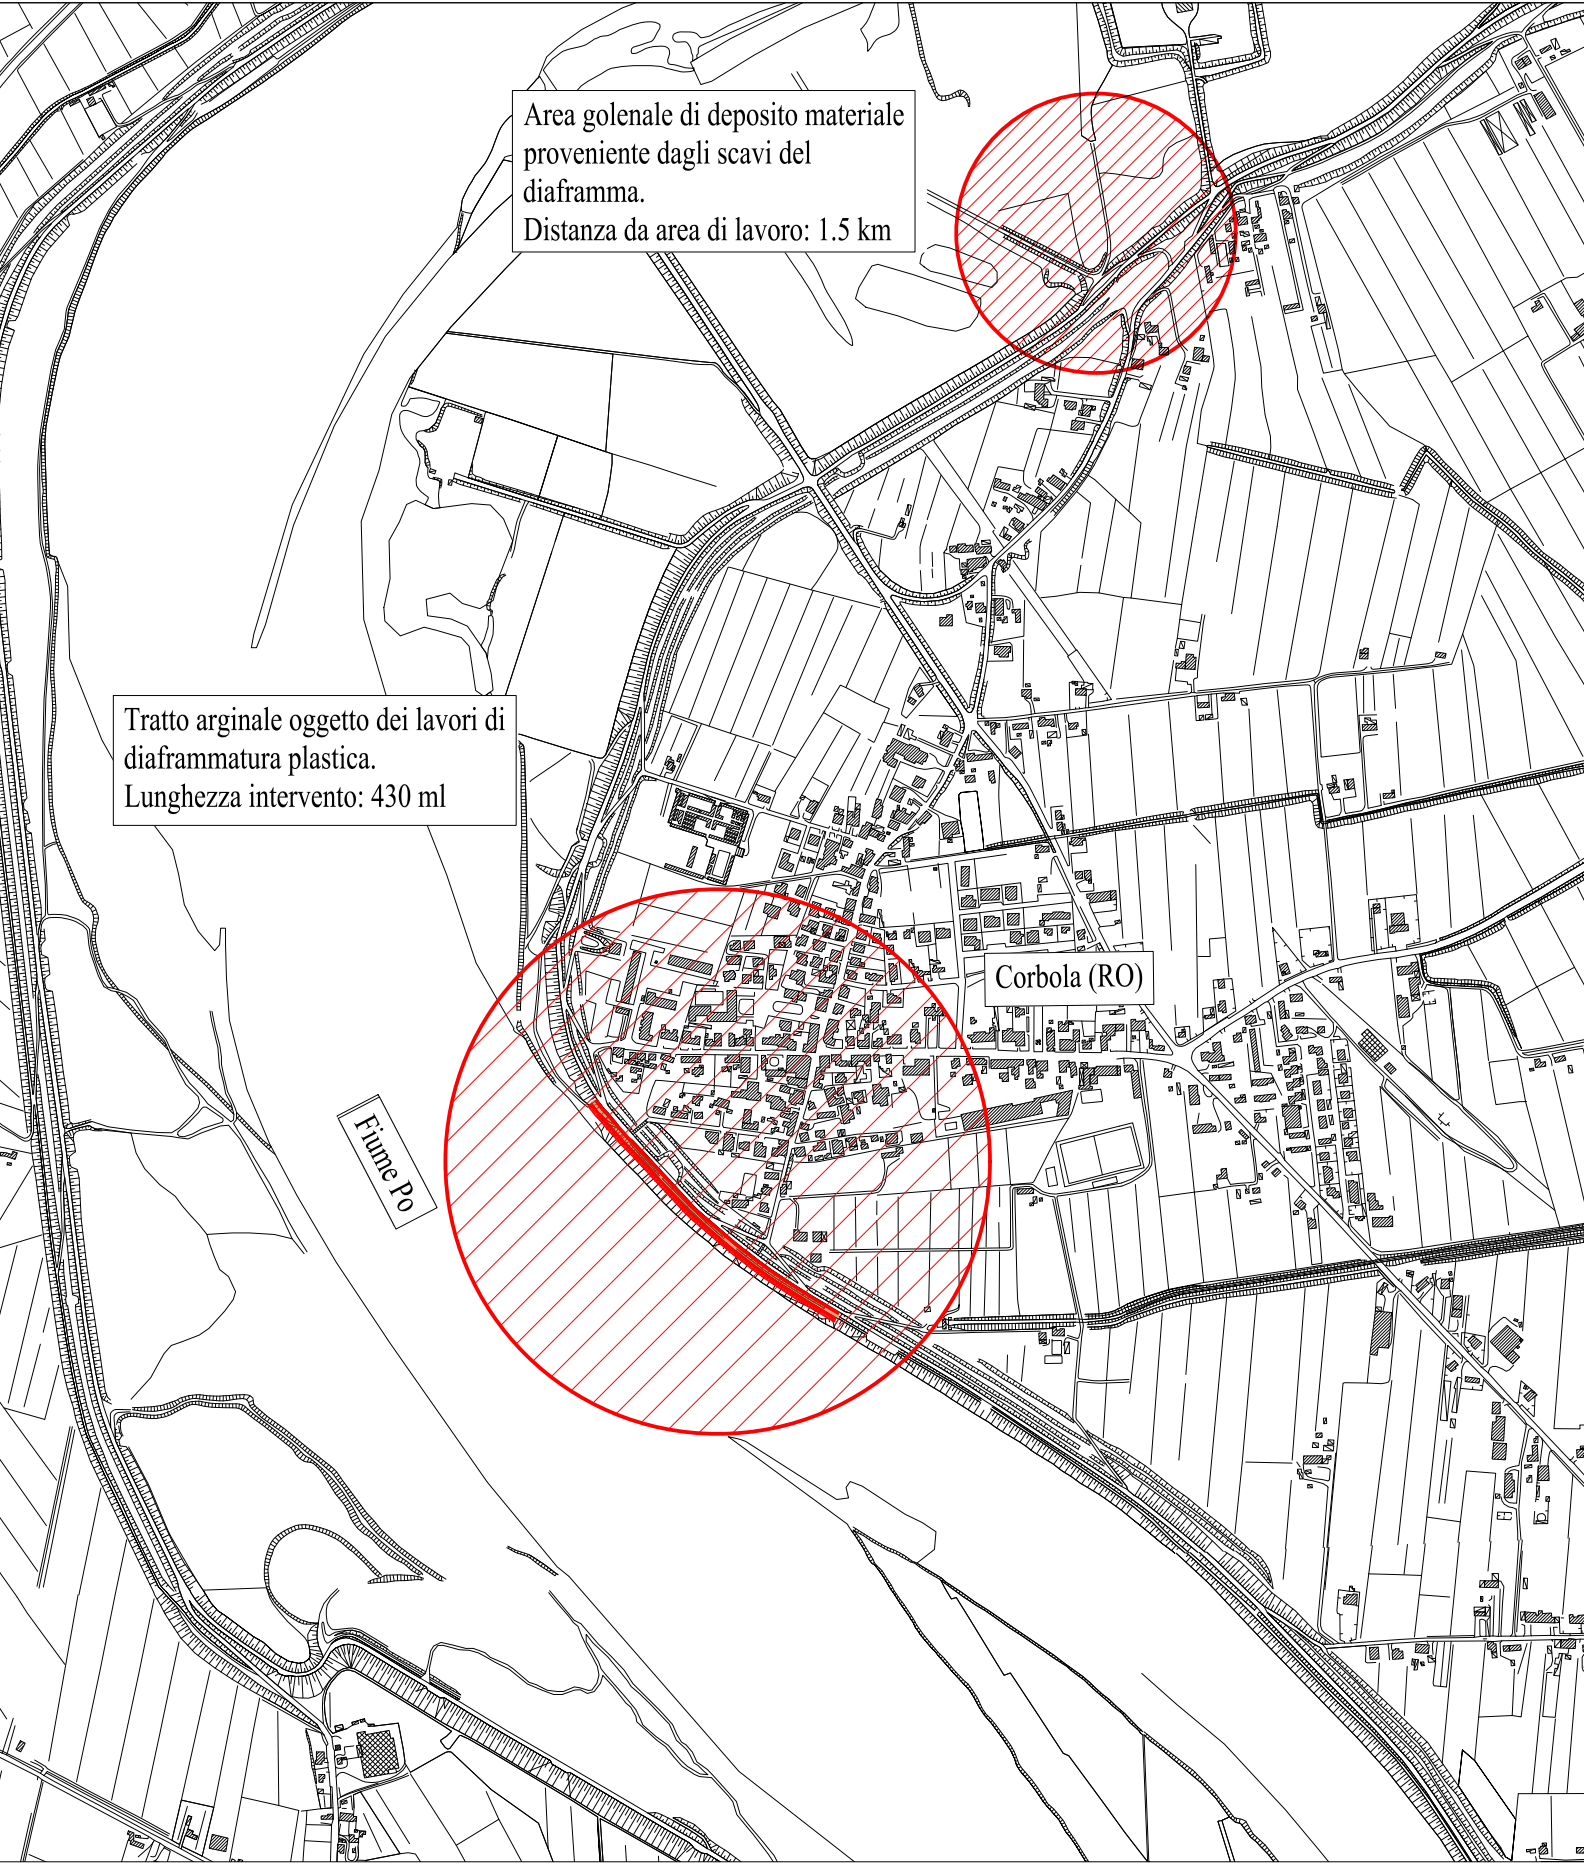 Area golenale di deposito materiale
proveniente dagli scavi del
diaframma.
Distanza da area di lavoro: 1.5 km
Tratto arginale oggetto dei lavori di
diaframmatura plastica.
Lunghezza intervento: 430 ml
Corbola (RO)
Fiume Po